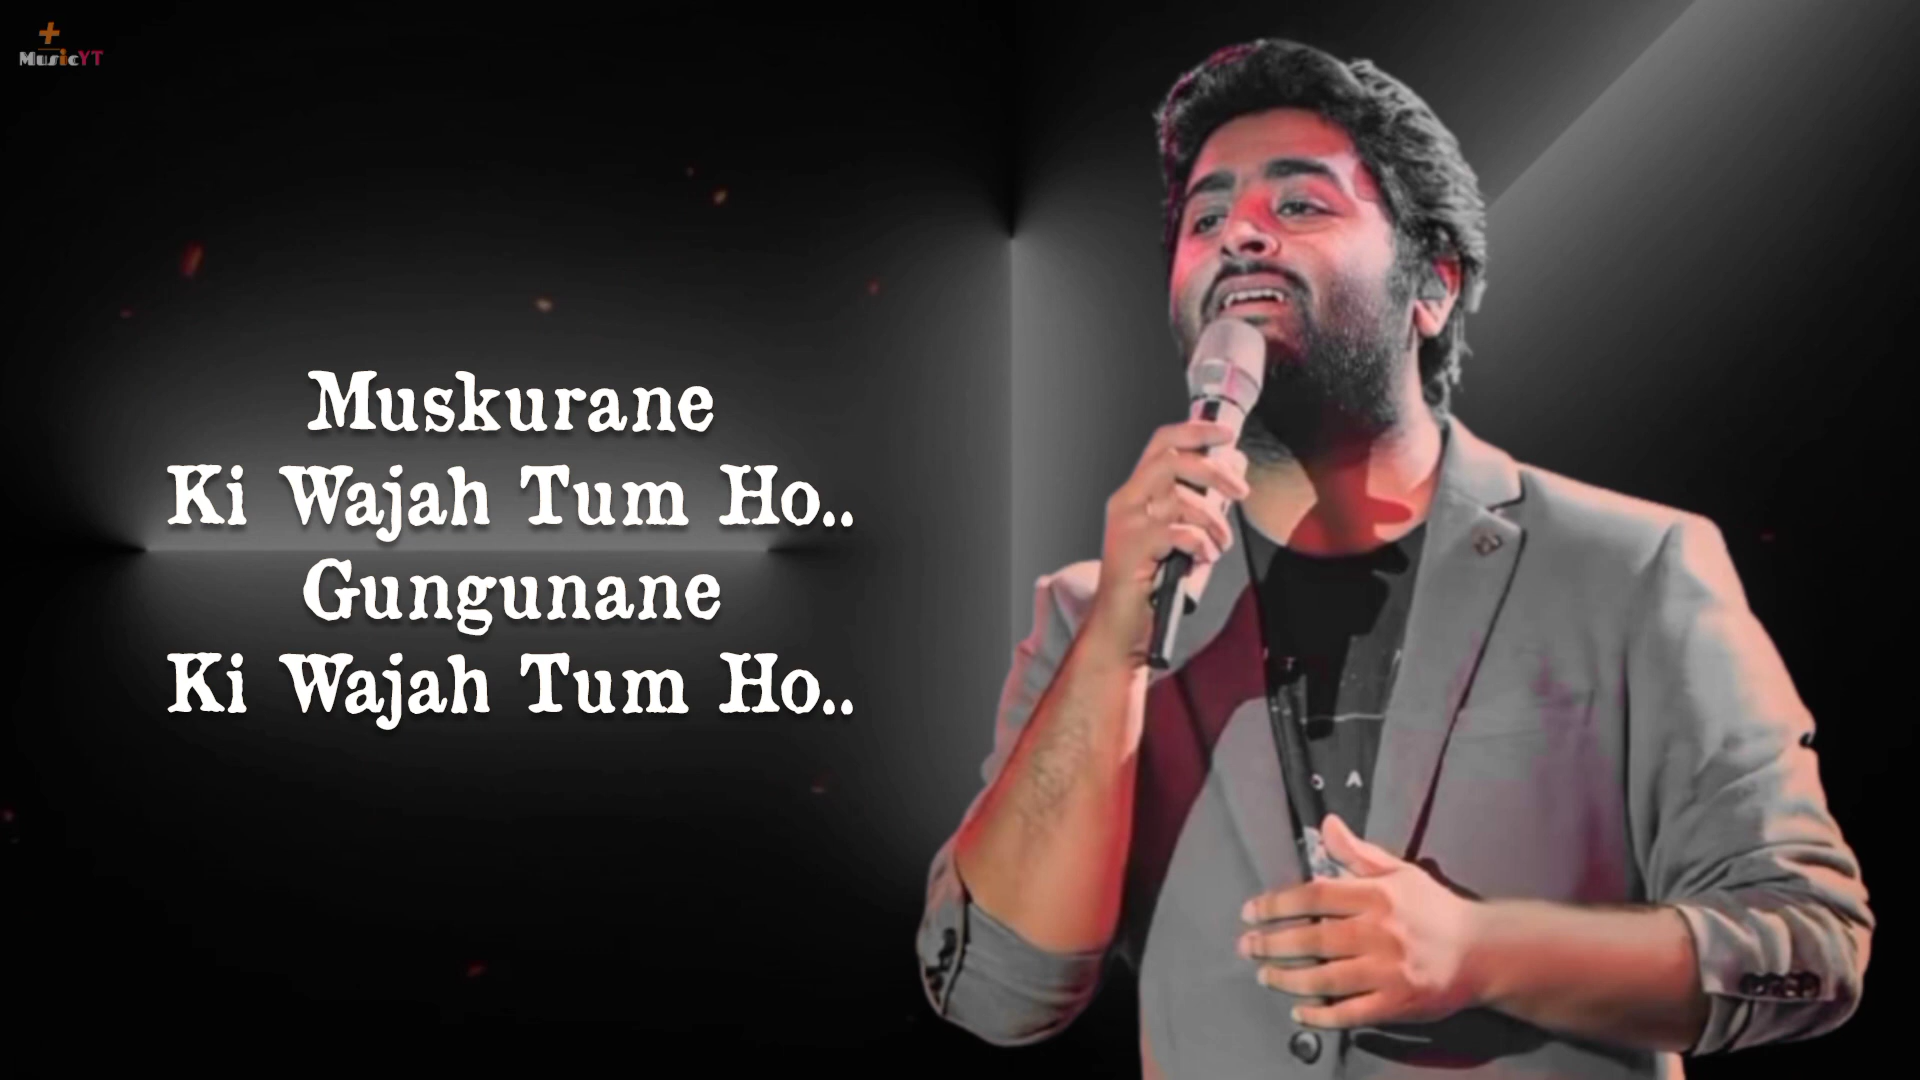 +
MusicYT
Muskurane
Ki Wajah Tum Ho..
Gungunane
Ki Wajah Tum Ho..